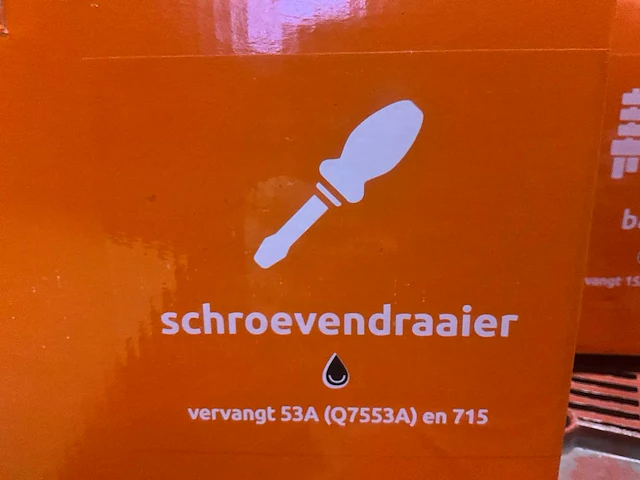 schroevendraaier
vervangt 53A (Q7553A) en 715